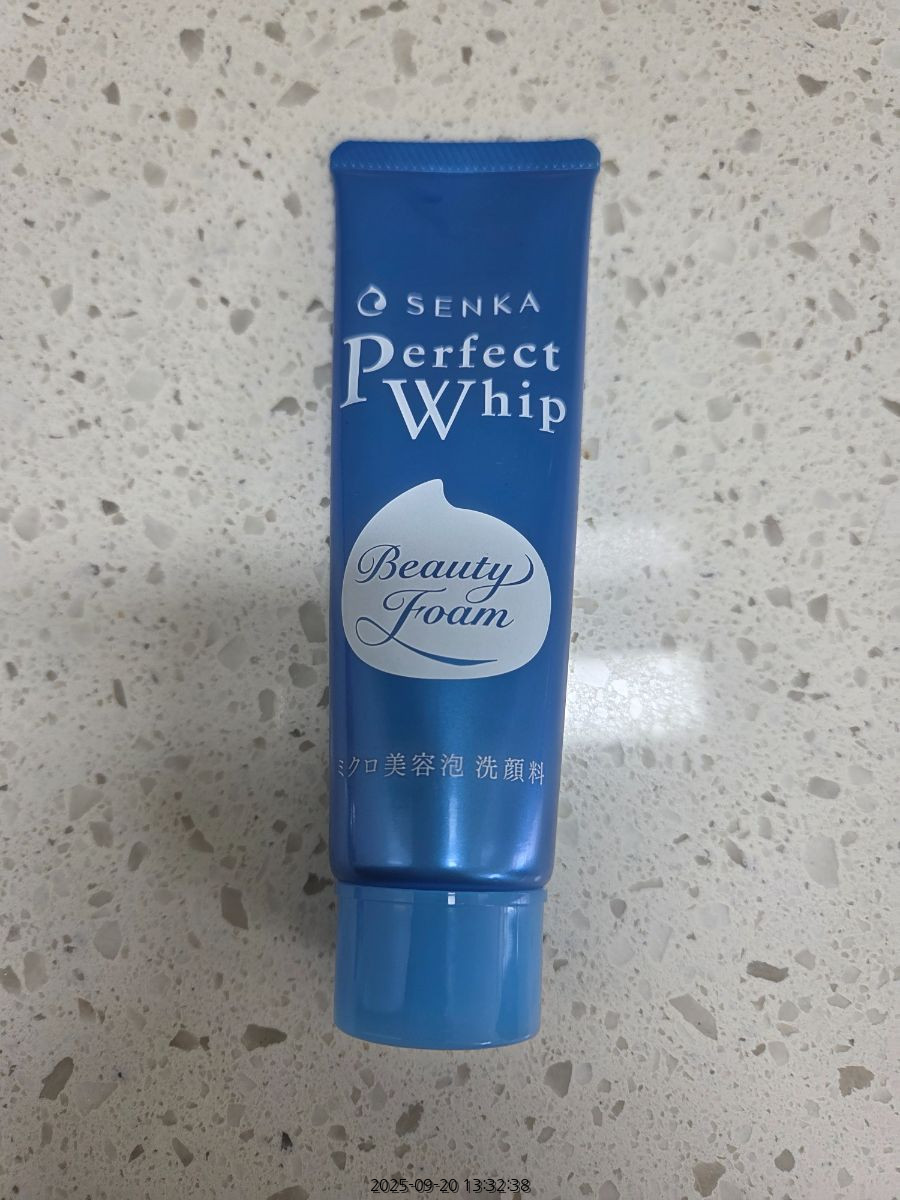 SENKA
Perfect
Whip
Beauty
Foam
ミクロ美容泡 洗顔料
2025-09-20 13:32:38